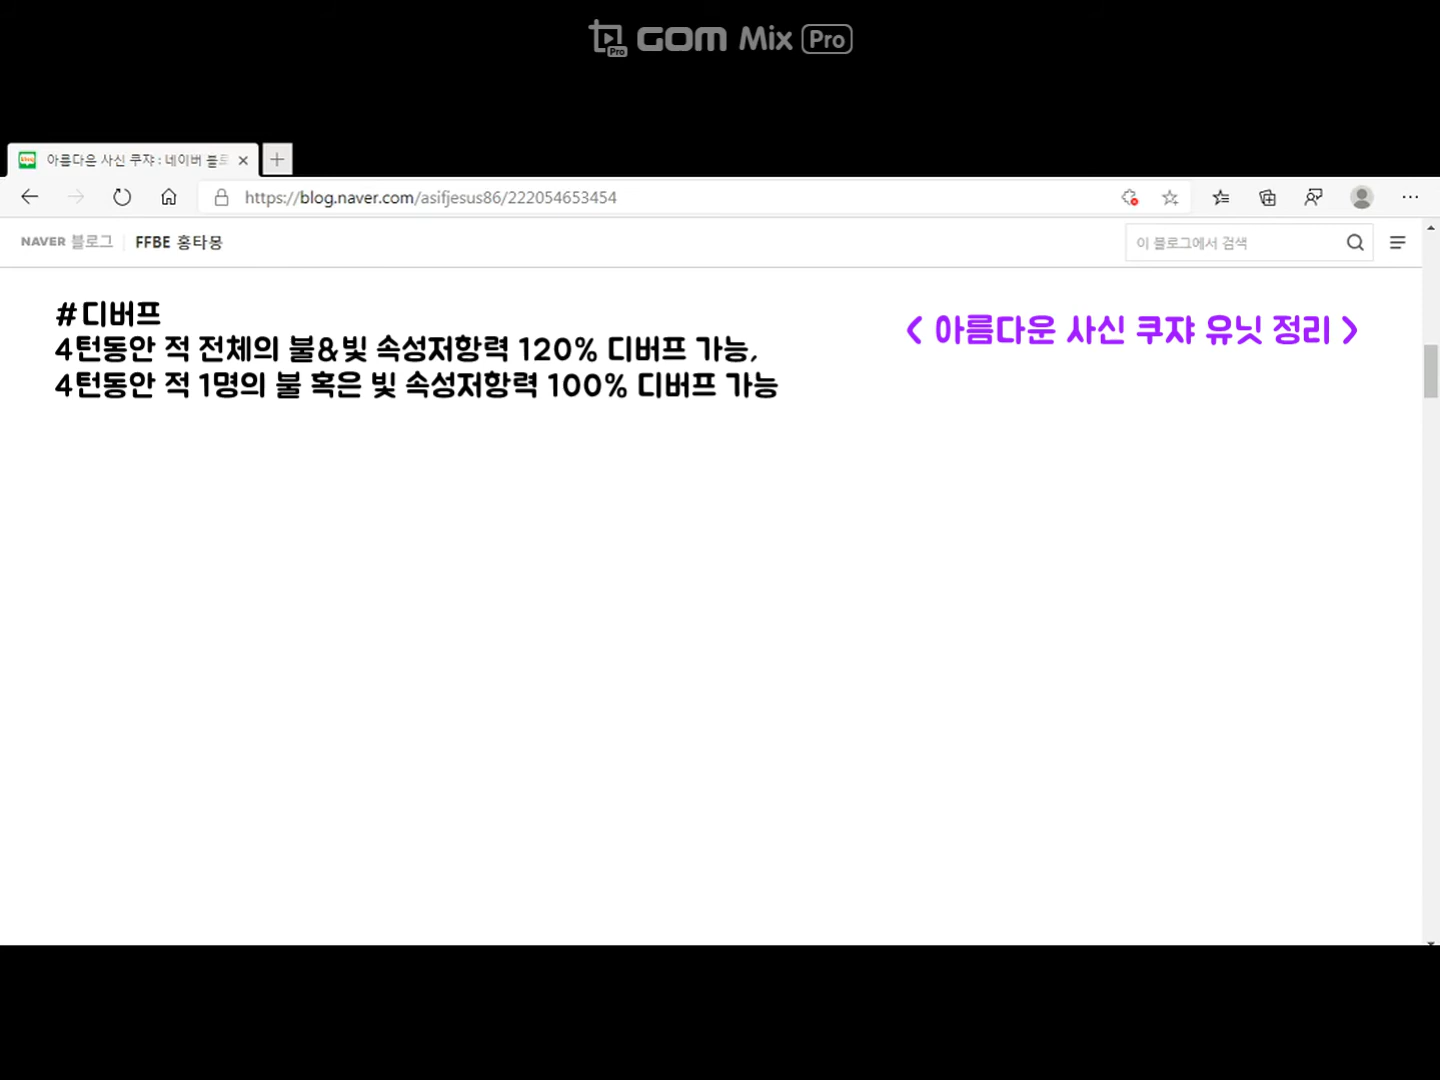 Pro GOM Mix Pro
아름다운 사신 쿠쟈 : 네이버 블로
https://blog.naver.com/asifjesus86/222054653454
NAVER 블로그 FFBE 홍타몽 이 블로그에서 검색
#디버프
< 아름다운 사신 쿠쟈 유닛 정리 >
4턴동안 적 전체의 불&빛 속성저항력 120% 디버프 가능,
4턴동안 적 1명의 불 혹은 빛 속성저항력 100% 디버프 가능